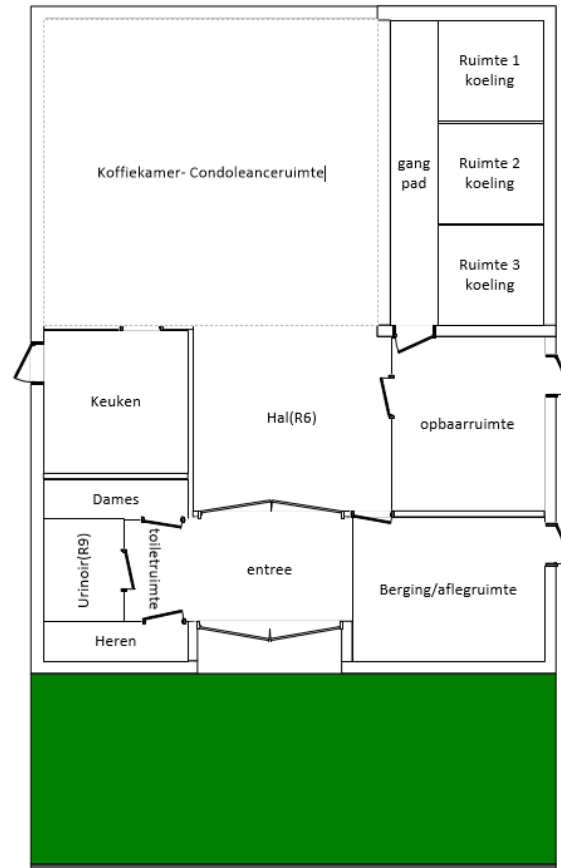 Ruimte 1
koeling
Koffiekamer- Condoleanceruimte
gang
pad
Ruimte 2
koeling
Ruimte 3
koeling
Keuken
Hal(R6)
opbaarruimte
Dames
Urinoir(R9)
toiletruimte
entree
Berging/aflegruimte
Heren